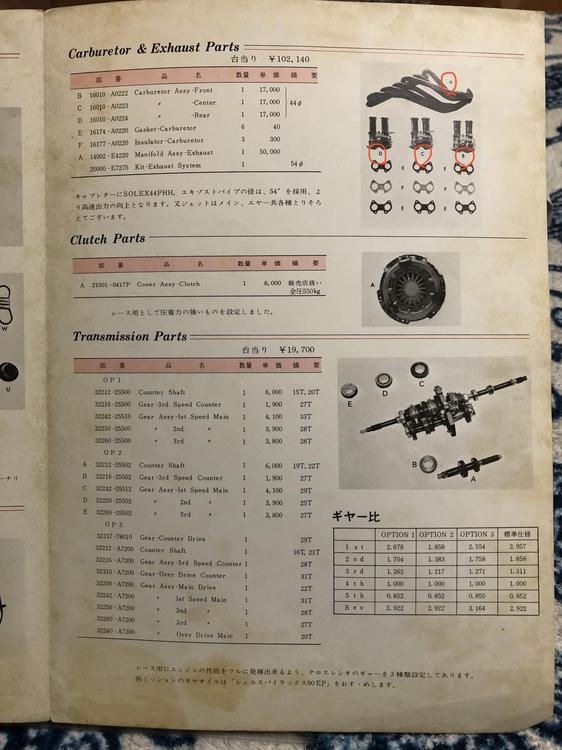 Carburetor & Exhaust Parts
台当り ￥102,140
部 番 品 名 数量 単 価 摘 要
B 16010-A0222 Carburetor Assy-Front 1 17,000
C 16010-A0223 〃 -Center 1 17,000 44φ
D 16010-A0224 〃 -Rear 1 17,000
E 16174-A0220 Gasket-Carburetor 6 40
F 16177-A0220 Insulator-Carburetor 3 300
A 14002-E4220 Manifold Assy-Exhaust 1 50,000
20000-E7275 Kit-Exhaust System 1 54φ
キャブレターにSOLEX44PHH，エキゾストパイプの径は、54゜を採用、よ
り高速出力の向上となります。又ジェットはメイン、エヤー共各種とりそろ
えてございます。
A
D C B
E E E E
F F F
Clutch Parts
部 番 品 名 数量 単 価 摘 要
A 21001-0417P Cover Assy-Clutch 1 8,000 販売店扱い
全圧550kg
レース用として圧着力の強いものを設定しました。
A
Transmission Parts
台当り ￥19,700
部 番 品 名 数量 単 価 摘 要
OP1
32212-25500 Counter Shaft 1 6,000 15T, 20T
32216-25500 Gear-3rd Speed Counter 1 1,900 27T
32242-25510 Gear Assy-1st Speed Main 1 4,100 33T
32250-25500 〃 2nd 〃 1 3,900 28T
32260-25500 〃 3rd 〃 1 3,800 28T
OP2
A 32212-25502 Counter Shaft 1 6,000 19T, 22T
B 32216-25502 Gear-3rd Speed Counter 1 1,900 27T
C 32242-25512 Gear Assy-1st Speed Main 1 4,100 29T
D 32250-25502 〃 2nd 〃 1 3,900 25T
E 32260-25502 〃 3rd 〃 1 3,800 27T
OP3
32217-78010 Gear-Counter Drive 1 29T
32212-A7200 Counter Shaft 1 16T, 21T
32216-A7200 Gear Assy-3rd Speed Counter 1 28T
32310-A7200 Gear-Over Drive Counter 1 31T
32200-A7200 Gear Assy-Main Drive 1 22T
32242-A7200 〃 1st Speed Main 1 31T
32250-A7200 〃 2nd 〃 1 28T
32260-A7200 〃 3rd 〃 1 27T
32340-A7200 〃 Over Drive Main 1 20T
E D C
B A
ギヤー比
OPTION 1 OPTION 2 OPTION 3 標準仕様
1 st 2.678 1.858 2.554 2.957
2 nd 1.704 1.383 1.758 1.858
3 rd 1.262 1.217 1.271 1.311
4 th 1.000 1.000 1.000 1.000
5 th 0.852 0.852 0.850 0.852
Rev 2.922 2.922 3.164 2.922
レース用にエンジンの性能をフルに発揮出来るよう、クロスレシオのギャーを3種類設定してあります。
尚ミッションのギヤオイルは「シェルスパイラックス90EP」をおす・めします。
W
U
ーナリ